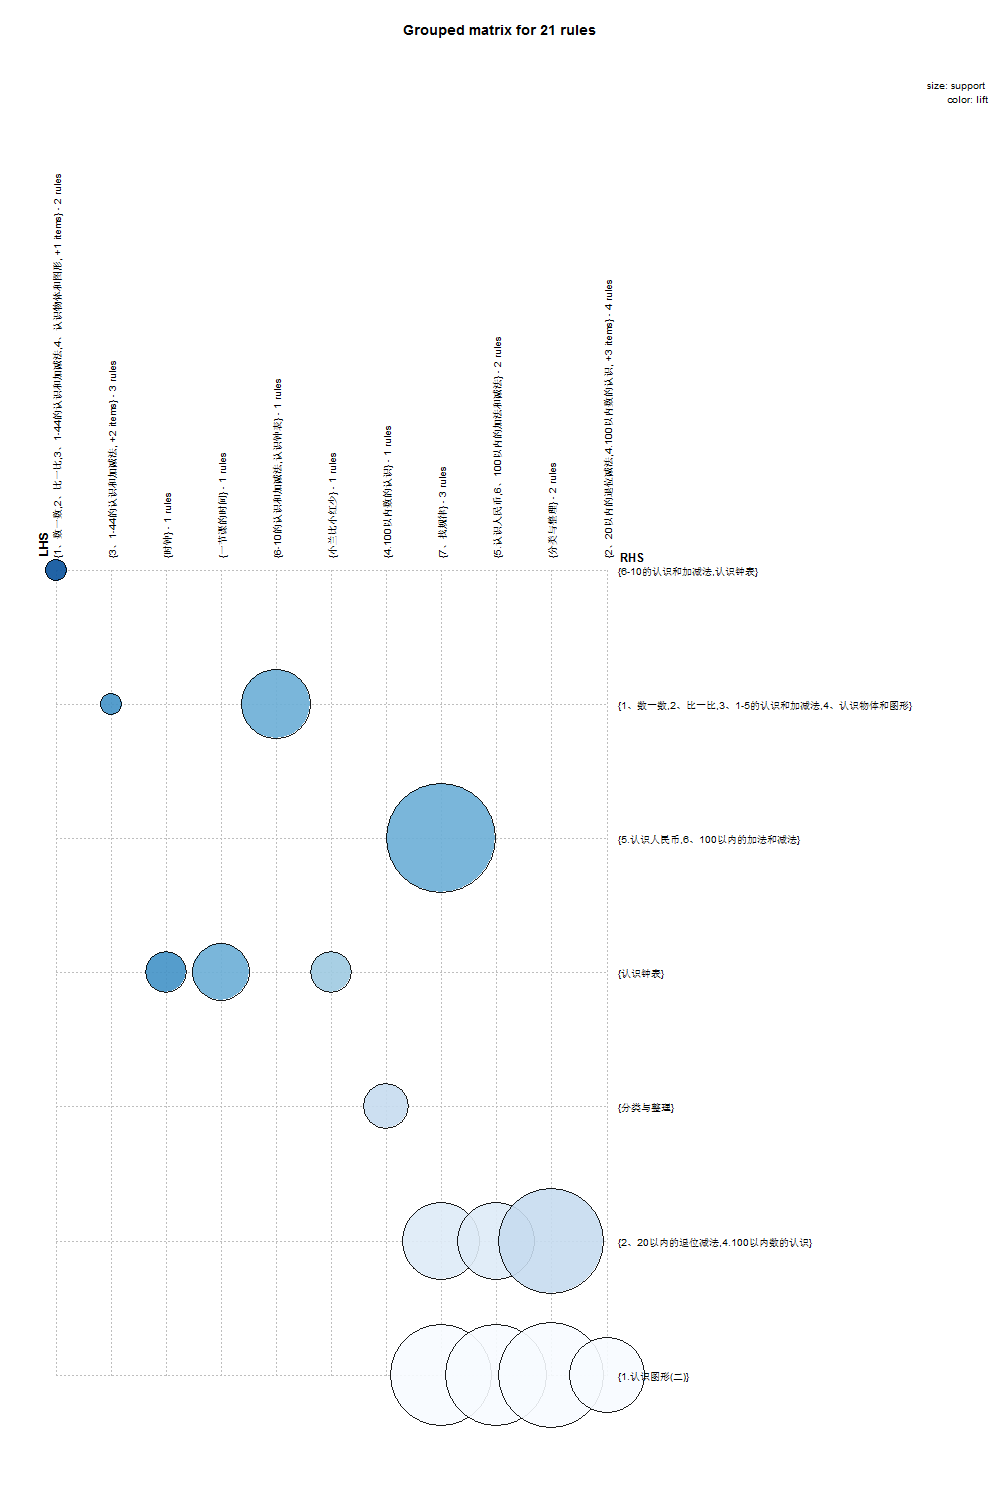 Grouped matrix for 21 rules
size: support
color: lift
{1、数一数,2、比一比,3、1-44的认识和加减法,4、认识物体和图形, +1 items} - 2 rules
{3、1-44的认识和加减法, +2 items} - 3 rules
{时钟} - 1 rules
{一节课的时间} - 1 rules
{6-10的认识和加减法,认识钟表} - 1 rules
{小兰比小红少} - 1 rules
{4.100以内数的认识} - 1 rules
{7、找规律} - 3 rules
{5.认识人民币,6、100以内的加法和减法} - 2 rules
{分类与整理} - 2 rules
{2、20以内的退位减法,4.100以内数的认识, +3 items} - 4 rules
LHS
RHS
{6-10的认识和加减法,认识钟表}
{1、数一数,2、比一比,3、1-5的认识和加减法,4、认识物体和图形}
{5.认识人民币,6、100以内的加法和减法}
{认识钟表}
{分类与整理}
{2、20以内的退位减法,4.100以内数的认识}
{1.认识图形(二)}